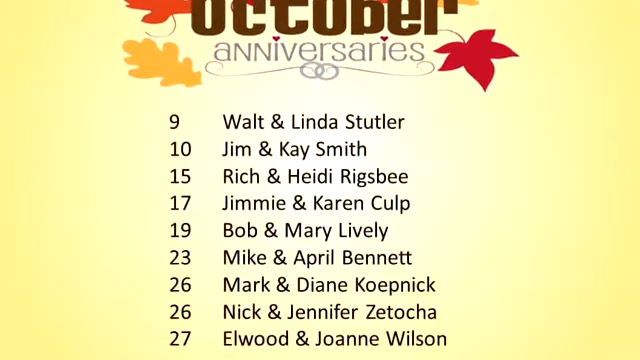 October
anniversaries
9 Walt & Linda Stutler
10 Jim & Kay Smith
15 Rich & Heidi Rigsbee
17 Jimmie & Karen Culp
19 Bob & Mary Lively
23 Mike & April Bennett
26 Mark & Diane Koepnick
26 Nick & Jennifer Zetocha
27 Elwood & Joanne Wilson